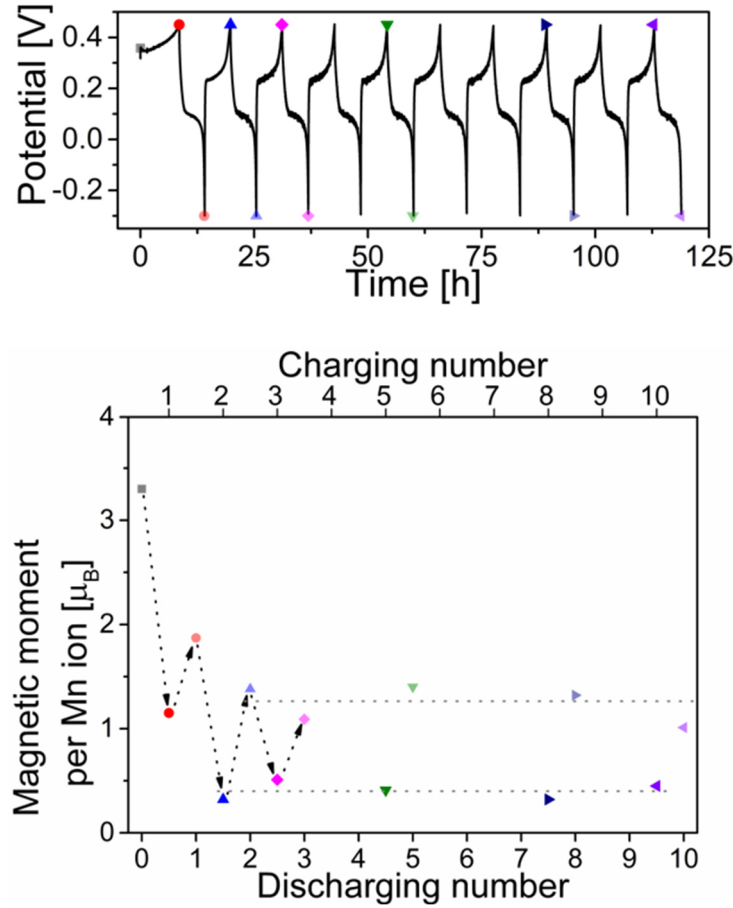 Potential [V]
0.4
0.2
0.0
-0.2
0 25 50 75 100 125
Time [h]
Charging number
1 2 3 4 5 6 7 8 9 10
Magnetic moment
per Mn ion [μB]
4
3
2
1
0
0 1 2 3 4 5 6 7 8 9 10
Discharging number